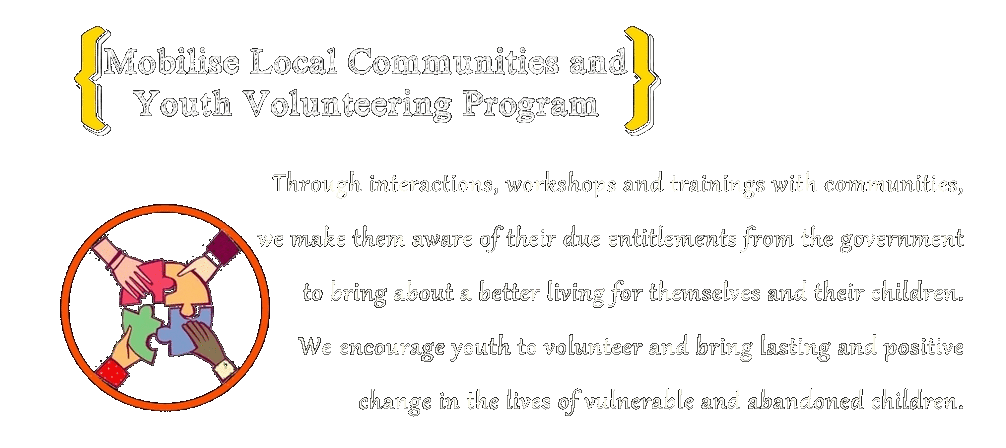 Mobilise Local Communities and
Youth Volunteering Program
Through interactions, workshops and trainings with communities,
we make them aware of their due entitlements from the government
to bring about a better living for themselves and their children.
We encourage youth to volunteer and bring lasting and positive
change in the lives of vulnerable and abandoned children.